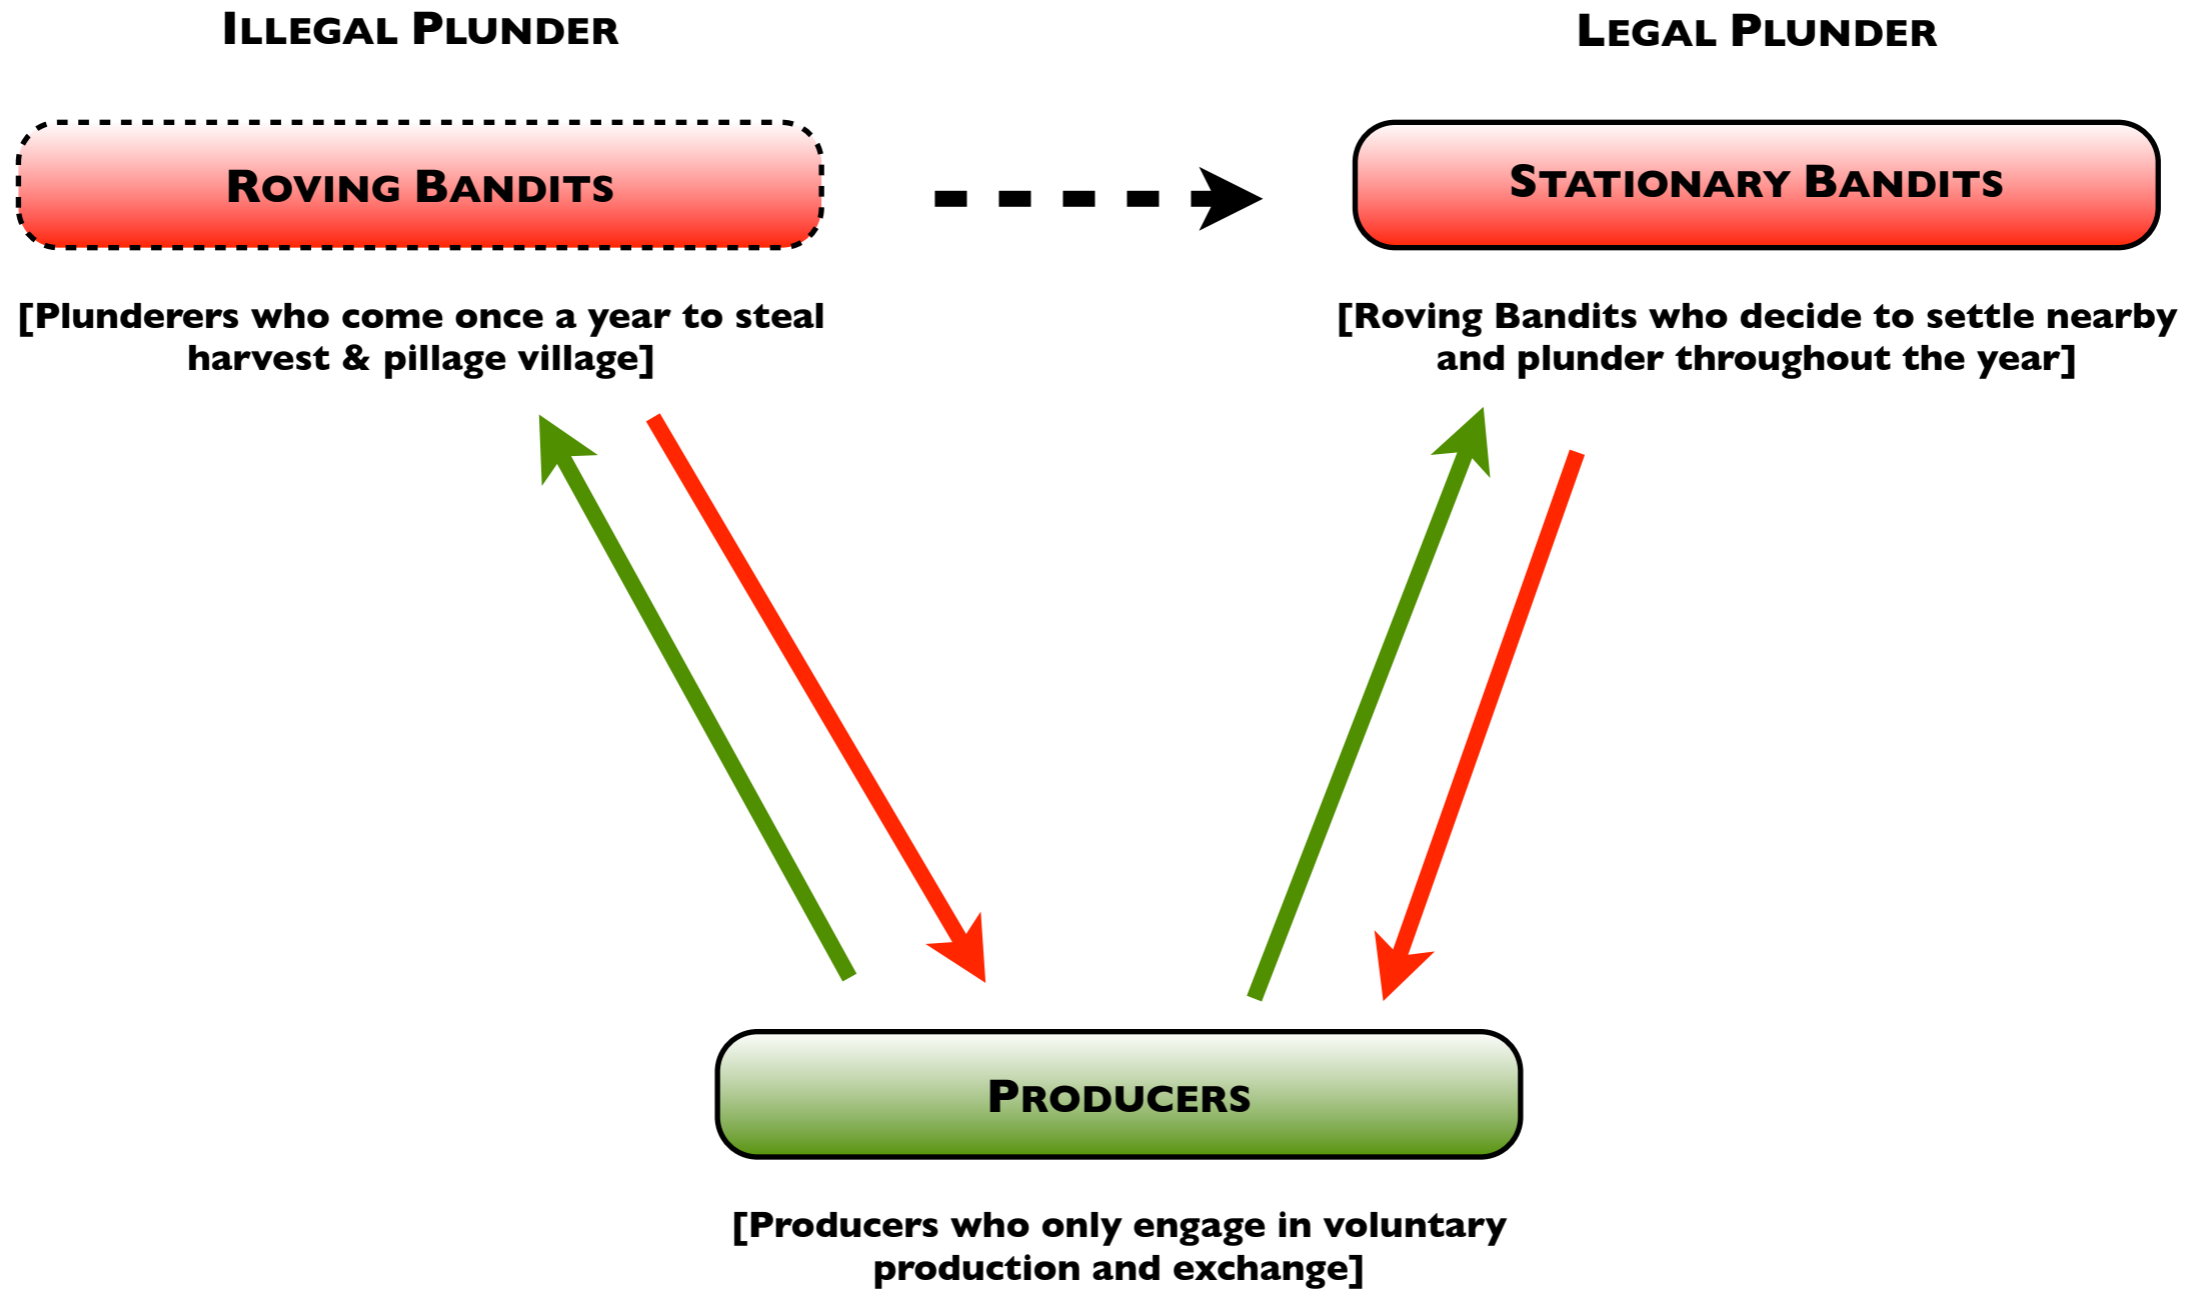 ILLEGAL PLUNDER
LEGAL PLUNDER
ROVING BANDITS
STATIONARY BANDITS
[Plunderers who come once a year to steal
harvest & pillage village]
[Roving Bandits who decide to settle nearby
and plunder throughout the year]
PRODUCERS
[Producers who only engage in voluntary
production and exchange]